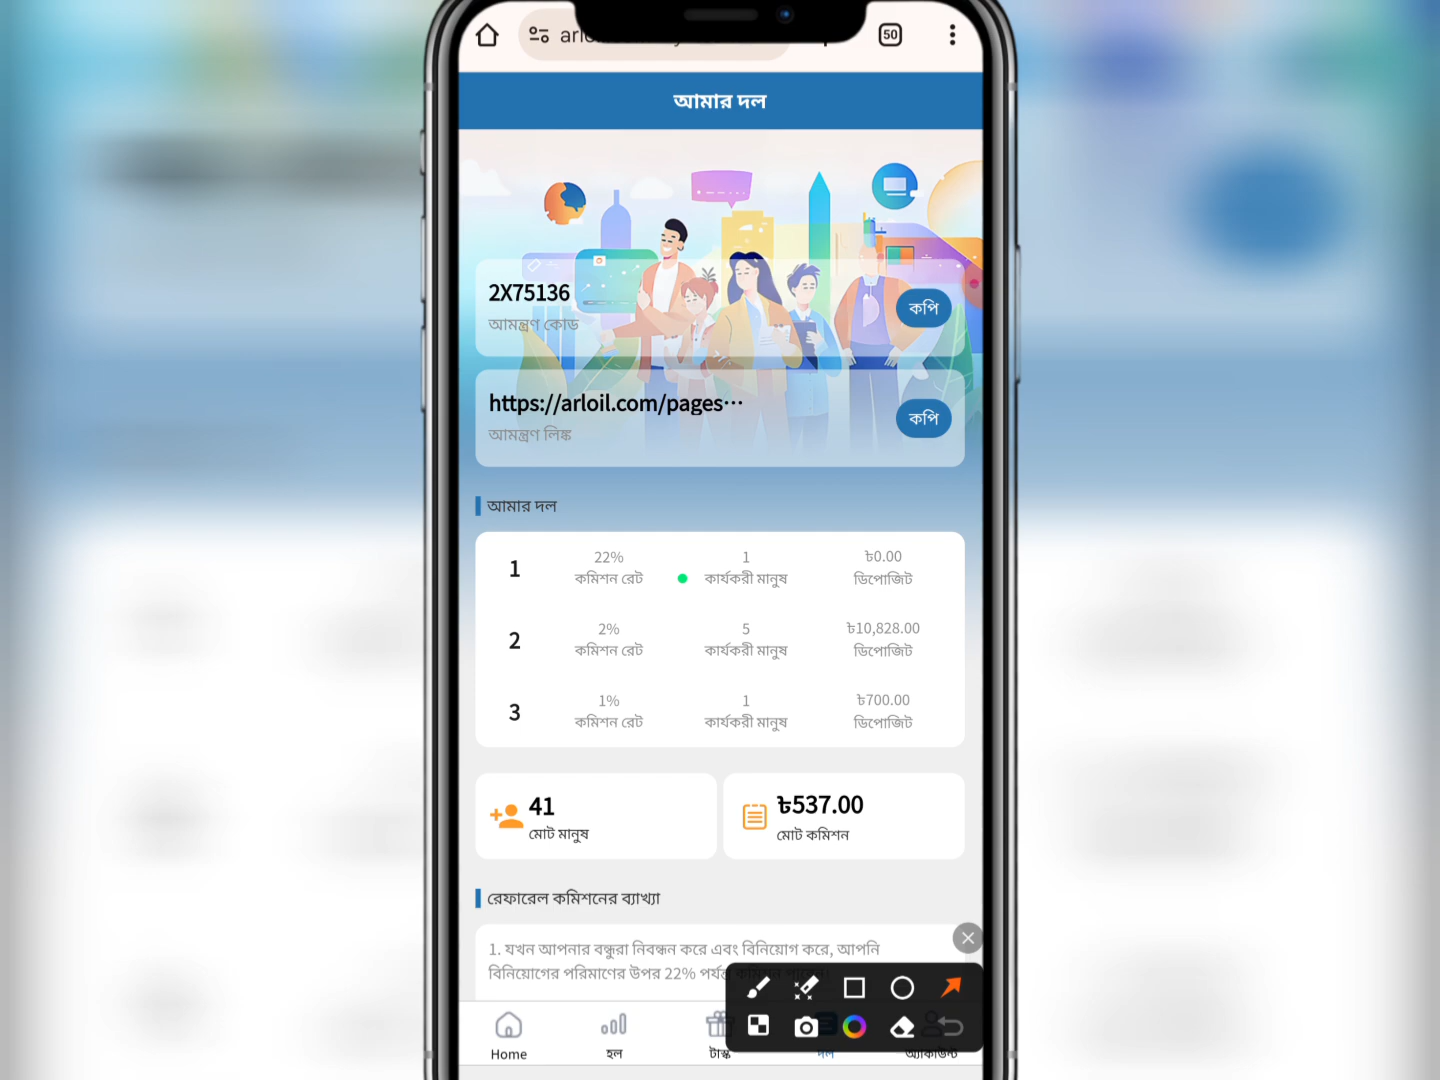 50
আমার দল
2X75136
আমন্ত্রণ কোড
কপি
https://arloil.com/pages···
আমন্ত্রণ লিঙ্ক
কপি
আমার দল
1 22% 1 ৳0.00
কমিশন রেট কার্যকরী মানুষ ডিপোজিট
2 2% 5 ৳10,828.00
কমিশন রেট কার্যকরী মানুষ ডিপোজিট
3 1% 1 ৳700.00
কমিশন রেট কার্যকরী মানুষ ডিপোজিট
41
মোট মানুষ
৳537.00
মোট কমিশন
রেফারেল কমিশনের ব্যাখ্যা
1. যখন আপনার বন্ধুরা নিবন্ধন করে এবং বিনিয়োগ করে, আপনি
বিনিয়োগের পরিমাণের উপর 22% পর্যন্ত
Home হল টাস্ক দল অ্যাকাউন্ট